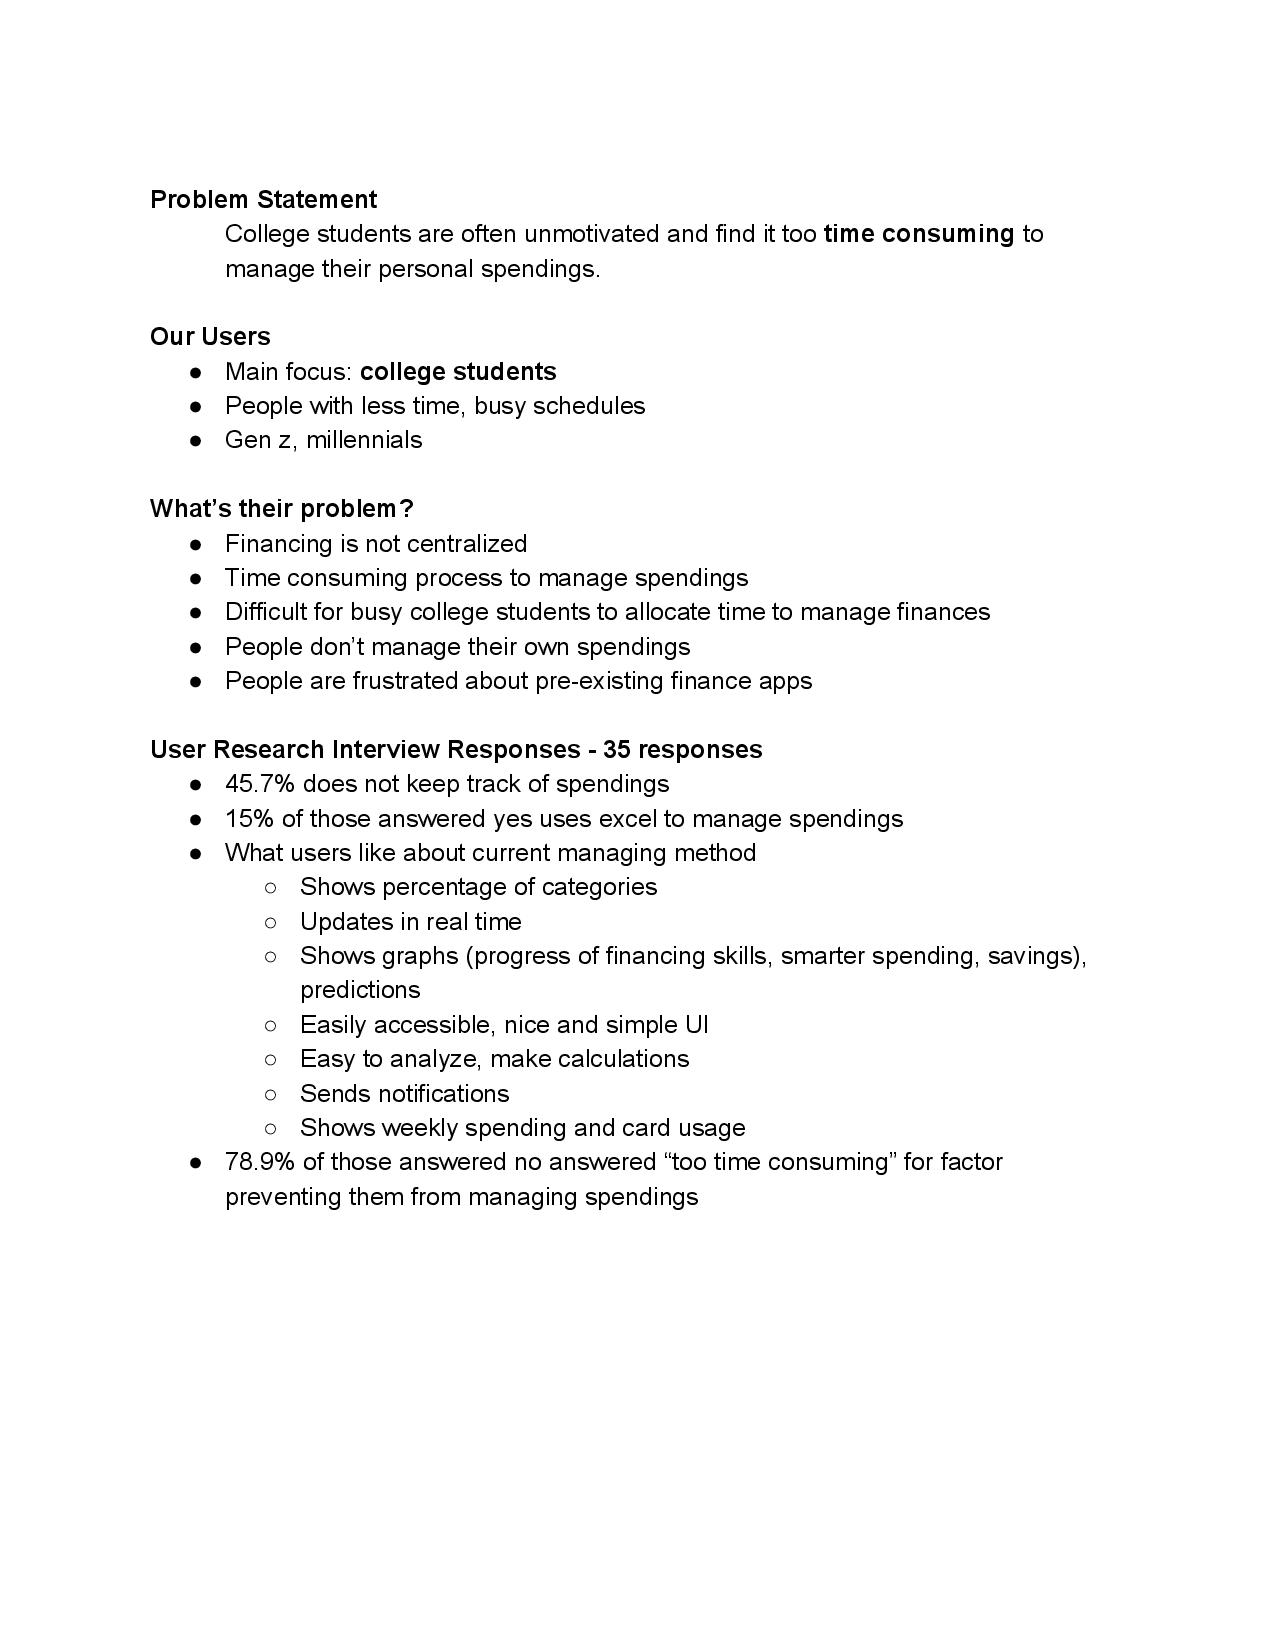 Problem Statement
College students are often unmotivated and find it too time consuming to
manage their personal spendings.
Our Users
● Main focus: college students
● People with less time, busy schedules
● Gen z, millennials
What’s their problem?
● Financing is not centralized
● Time consuming process to manage spendings
● Difficult for busy college students to allocate time to manage finances
● People don’t manage their own spendings
● People are frustrated about pre-existing finance apps
User Research Interview Responses - 35 responses
● 45.7% does not keep track of spendings
● 15% of those answered yes uses excel to manage spendings
● What users like about current managing method
○ Shows percentage of categories
○ Updates in real time
○ Shows graphs (progress of financing skills, smarter spending, savings),
predictions
○ Easily accessible, nice and simple UI
○ Easy to analyze, make calculations
○ Sends notifications
○ Shows weekly spending and card usage
● 78.9% of those answered no answered “too time consuming” for factor
preventing them from managing spendings